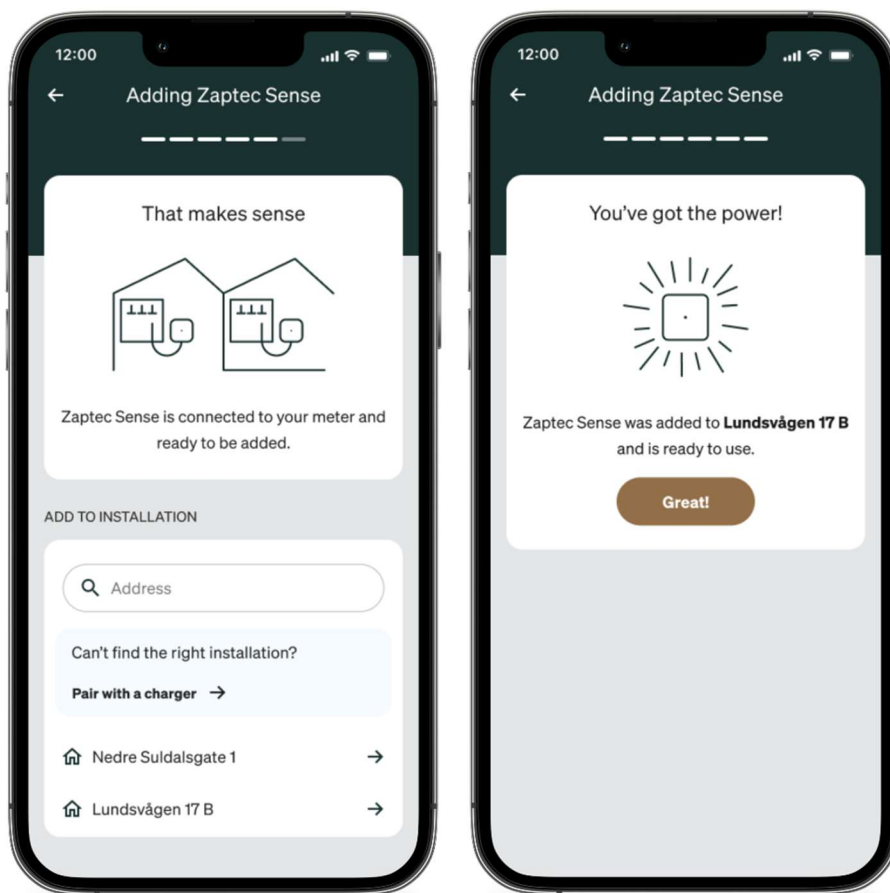 12:00
Adding Zaptec Sense
That makes sense
Zaptec Sense is connected to your meter and
ready to be added.
ADD TO INSTALLATION
Address
Can't find the right installation?
Pair with a charger →
Nedre Suldalsgate 1
Lundsvågen 17 B
12:00
Adding Zaptec Sense
You've got the power!
Zaptec Sense was added to Lundsvågen 17 B
and is ready to use.
Great!